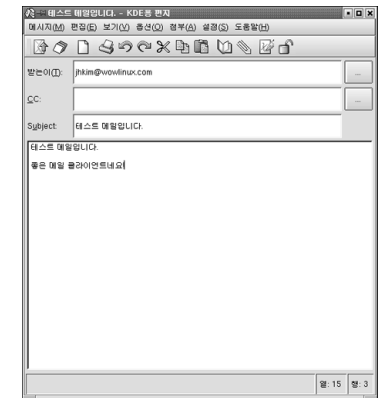 테스트 메일입니다. - KDE용 편지
메시지(M) 편집(E) 보기(V) 옵션(O) 첨부(A) 설정(S) 도움말(H)
받는이(T): jhkim@wowlinux.com ...
CC: ...
Subject: 테스트 메일입니다.
테스트 메일입니다.
좋은 메일 클라이언트네요!
열: 15 행: 3